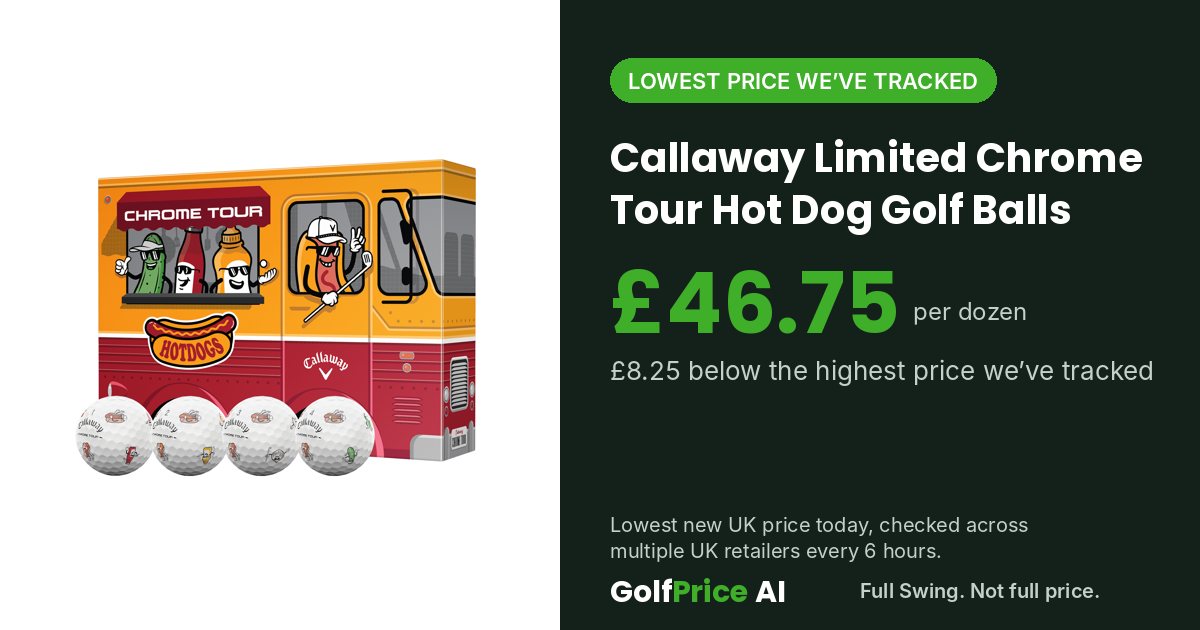 CHROME TOUR
HOTDOGS
Callaway
LOWEST PRICE WE’VE TRACKED
Callaway Limited Chrome
Tour Hot Dog Golf Balls
£46.75 per dozen
£8.25 below the highest price we’ve tracked
Lowest new UK price today, checked across
multiple UK retailers every 6 hours.
GolfPrice AI
Full Swing. Not full price.